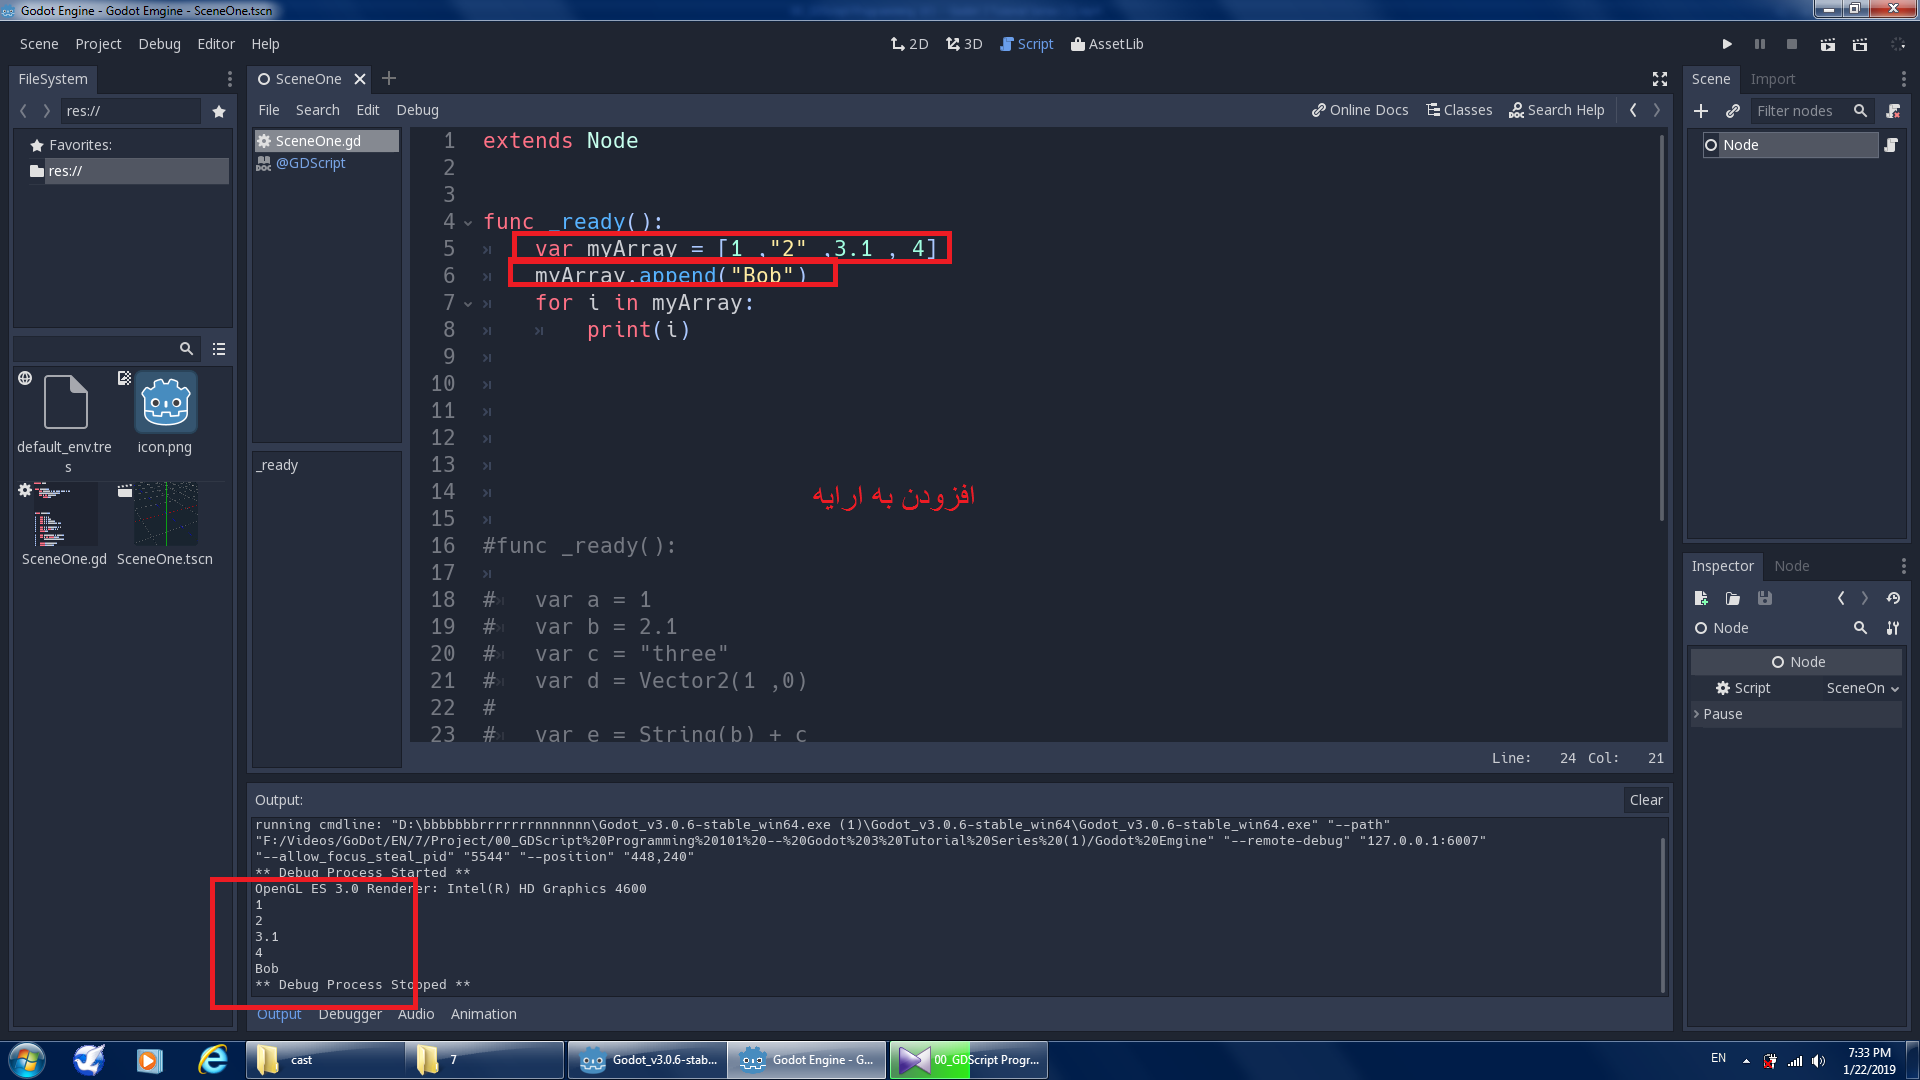 Godot Engine - Godot Emgine - SceneOne.tscn
Scene Project Debug Editor Help
2D 3D Script AssetLib
FileSystem
res://
Favorites:
res://
default_env.tre
s
icon.png
SceneOne.gd
SceneOne.tscn
SceneOne
File Search Edit Debug
Online Docs Classes Search Help
SceneOne.gd
@GDScript
_ready
1 extends Node
2
3
4 func _ready():
5 var myArray = [1 ,"2" ,3.1 , 4]
6 myArray.append("Bob")
7 for i in myArray:
8 print(i)
9
10
11
12
13
14
افزودن به ارایه
15
16 #func _ready():
17
18 # var a = 1
19 # var b = 2.1
20 # var c = "three"
21 # var d = Vector2(1 ,0)
22 #
23 # var e = String(b) + c
Line: 24 Col: 21
Output:
Clear
running cmdline: "D:\bbbbbbbrrrrrrrnnnnnnn\Godot_v3.0.6-stable_win64.exe (1)\Godot_v3.0.6-stable_win64\Godot_v3.0.6-stable_win64.exe" "--path"
"F:/Videos/GoDot/EN/7/Project/00_GDScript%20Programming%20101%20--%20Godot%203%20Tutorial%20Series%20(1)/Godot%20Emgine" "--remote-debug" "127.0.0.1:6007"
"--allow_focus_steal_pid" "5544" "--position" "448,240"
** Debug Process Started **
OpenGL ES 3.0 Renderer: Intel(R) HD Graphics 4600
1
2
3.1
4
Bob
** Debug Process Stopped **
Output Debugger Audio Animation
Scene Import
Filter nodes
Node
Inspector Node
Node
Node
Script SceneOn
Pause
cast
7
Godot_v3.0.6-stab...
Godot Engine - G...
00_GDScript Progr...
EN
7:33 PM
1/22/2019